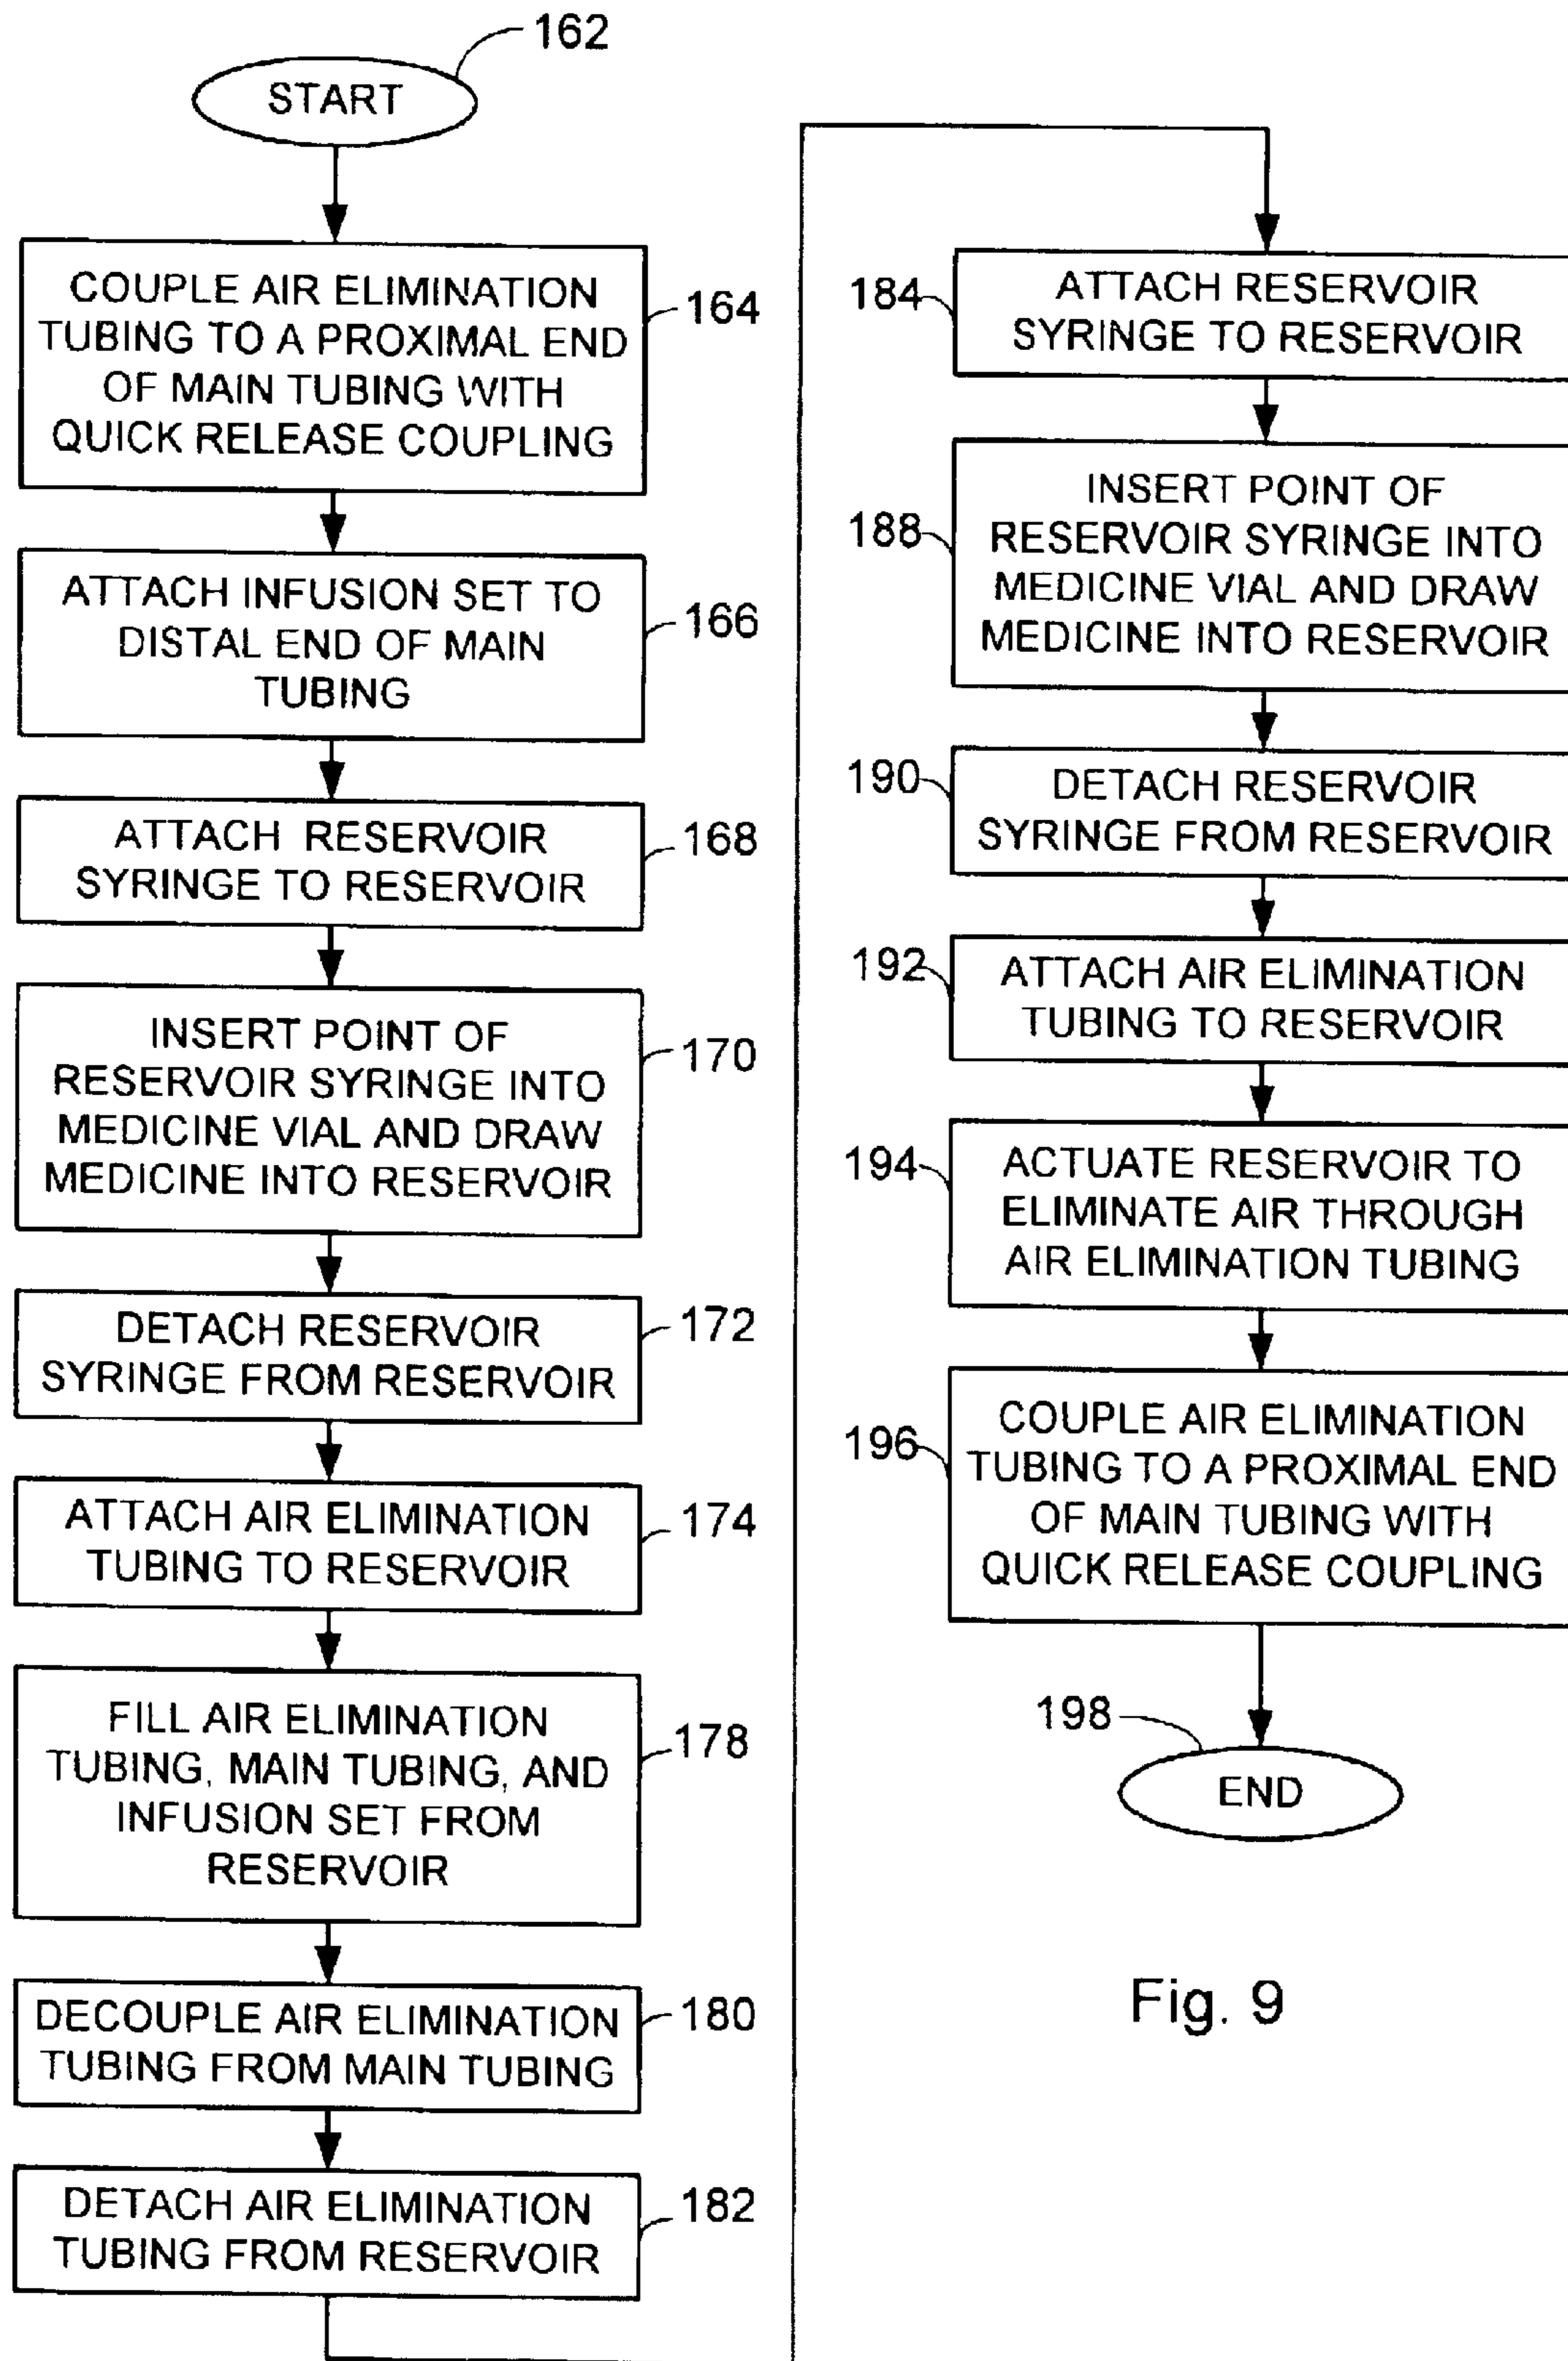 162
START
COUPLE AIR ELIMINATION
TUBING TO A PROXIMAL END
OF MAIN TUBING WITH
QUICK RELEASE COUPLING
164
ATTACH INFUSION SET TO
DISTAL END OF MAIN
TUBING
166
ATTACH RESERVOIR
SYRINGE TO RESERVOIR
168
INSERT POINT OF
RESERVOIR SYRINGE INTO
MEDICINE VIAL AND DRAW
MEDICINE INTO RESERVOIR
170
DETACH RESERVOIR
SYRINGE FROM RESERVOIR
172
ATTACH AIR ELIMINATION
TUBING TO RESERVOIR
174
FILL AIR ELIMINATION
TUBING, MAIN TUBING, AND
INFUSION SET FROM
RESERVOIR
178
DECOUPLE AIR ELIMINATION
TUBING FROM MAIN TUBING
180
DETACH AIR ELIMINATION
TUBING FROM RESERVOIR
182
184
ATTACH RESERVOIR
SYRINGE TO RESERVOIR
188
INSERT POINT OF
RESERVOIR SYRINGE INTO
MEDICINE VIAL AND DRAW
MEDICINE INTO RESERVOIR
190
DETACH RESERVOIR
SYRINGE FROM RESERVOIR
192
ATTACH AIR ELIMINATION
TUBING TO RESERVOIR
194
ACTUATE RESERVOIR TO
ELIMINATE AIR THROUGH
AIR ELIMINATION TUBING
196
COUPLE AIR ELIMINATION
TUBING TO A PROXIMAL END
OF MAIN TUBING WITH
QUICK RELEASE COUPLING
198
END
Fig. 9